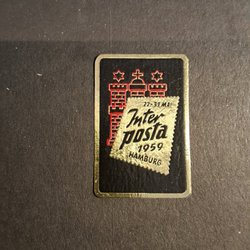 22-31 MAI
Inter
posta
1959
HAMBURG